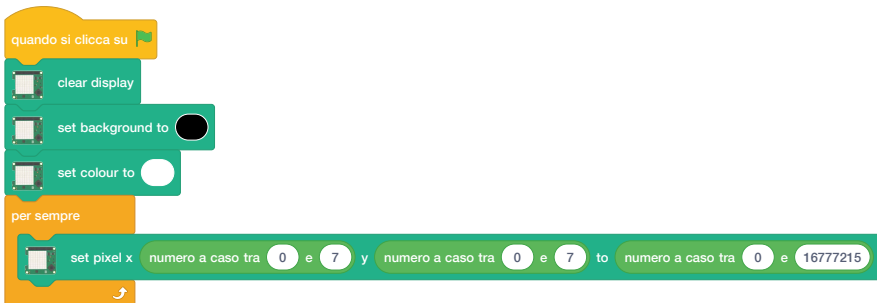 quando si clicca su
clear display
set background to
set colour to
per sempre
set pixel x numero a caso tra 0 e 7 y numero a caso tra 0 e 7 to numero a caso tra 0 e 16777215